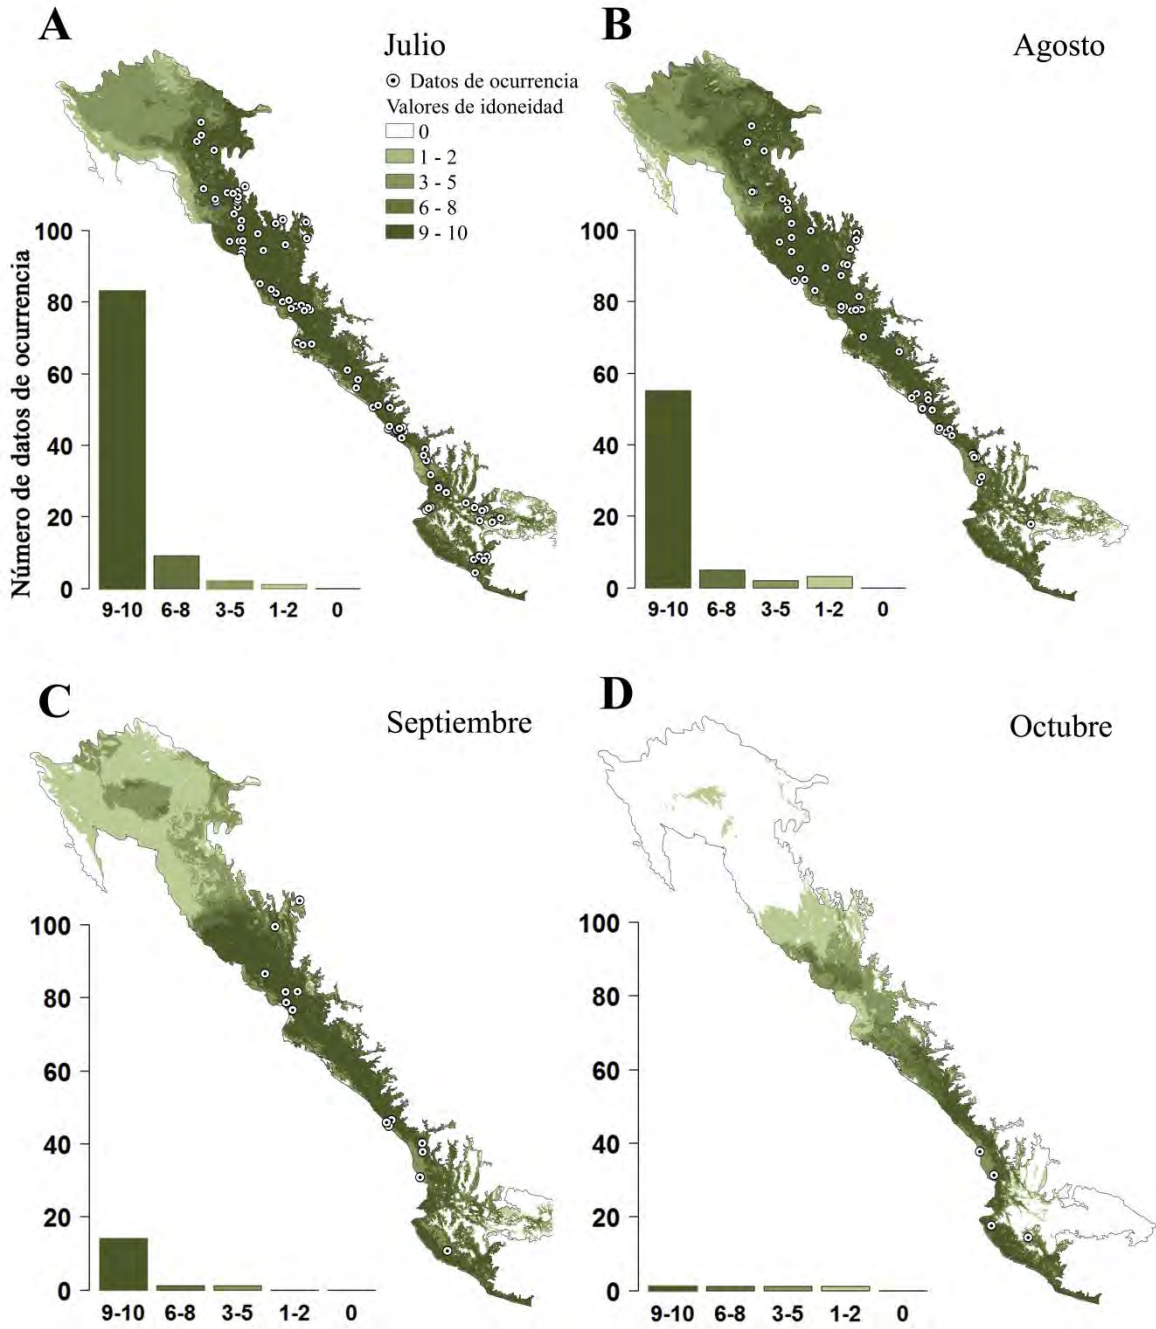 A
Julio
Datos de ocurrencia
Valores de idoneidad
0
1 - 2
3 - 5
6 - 8
9 - 10
Número de datos de ocurrencia
100
80
60
40
20
0
9-10 6-8 3-5 1-2 0
B
Agosto
100
80
60
40
20
0
9-10 6-8 3-5 1-2 0
C
Septiembre
100
80
60
40
20
0
9-10 6-8 3-5 1-2 0
D
Octubre
100
80
60
40
20
0
9-10 6-8 3-5 1-2 0